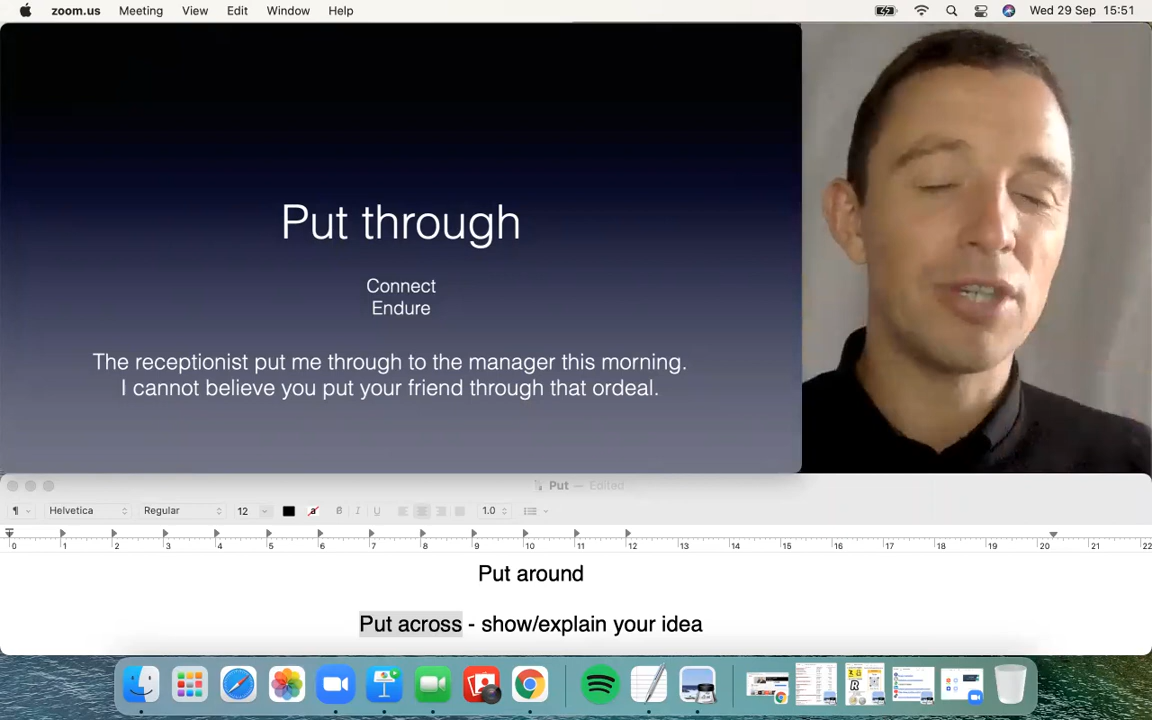 zoom.us Meeting View Edit Window Help Wed 29 Sep 15:51
Put through
Connect
Endure
The receptionist put me through to the manager this morning.
I cannot believe you put your friend through that ordeal.
Put — Edited
¶ Helvetica Regular 12 a B I U 1.0
0 1 2 3 4 5 6 7 8 9 10 11 12 13 14 15 16 17 18 19 20 21 22
Put around
Put across - show/explain your idea